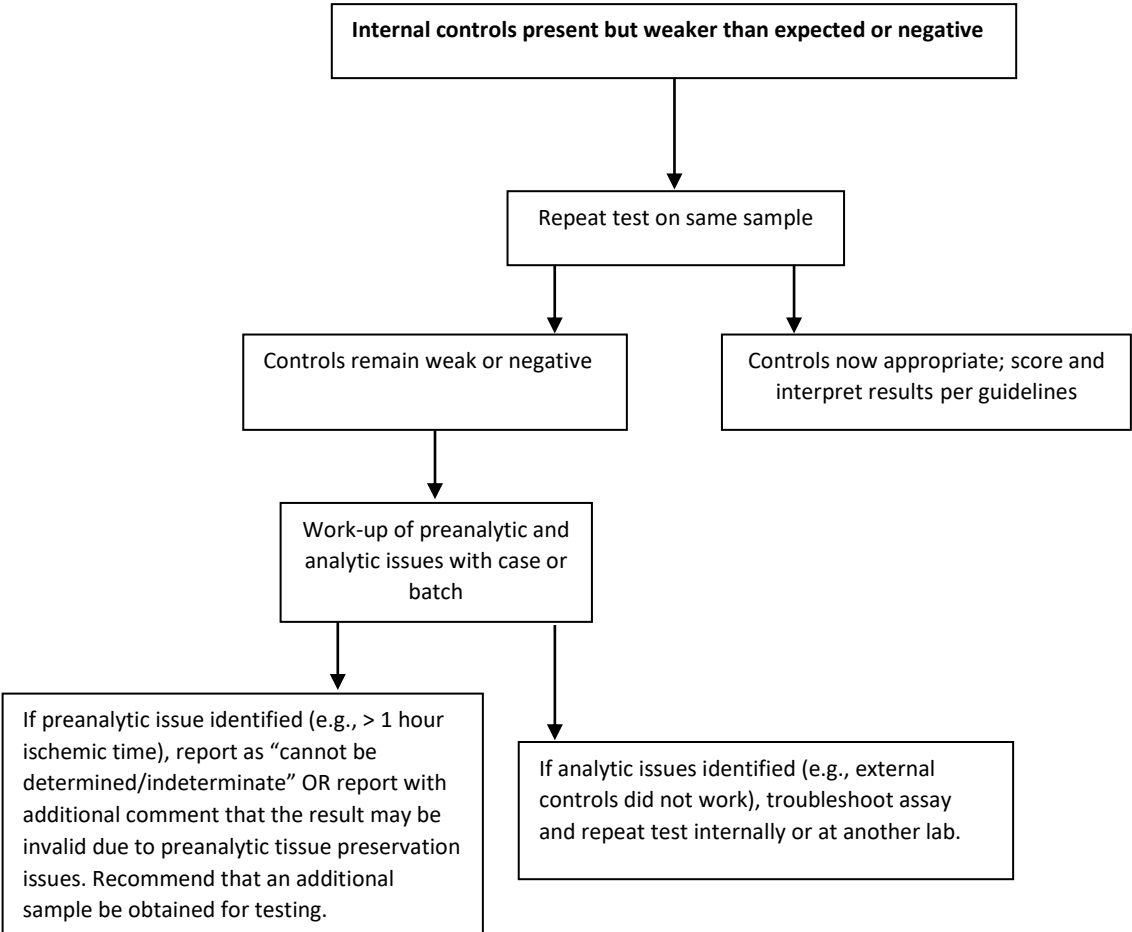 Internal controls present but weaker than expected or negative
Repeat test on same sample
Controls remain weak or negative
Controls now appropriate; score and
interpret results per guidelines
Work-up of preanalytic and
analytic issues with case or
batch
If preanalytic issue identified (e.g., > 1 hour
ischemic time), report as “cannot be
determined/indeterminate” OR report with
additional comment that the result may be
invalid due to preanalytic tissue preservation
issues. Recommend that an additional
sample be obtained for testing.
If analytic issues identified (e.g., external
controls did not work), troubleshoot assay
and repeat test internally or at another lab.